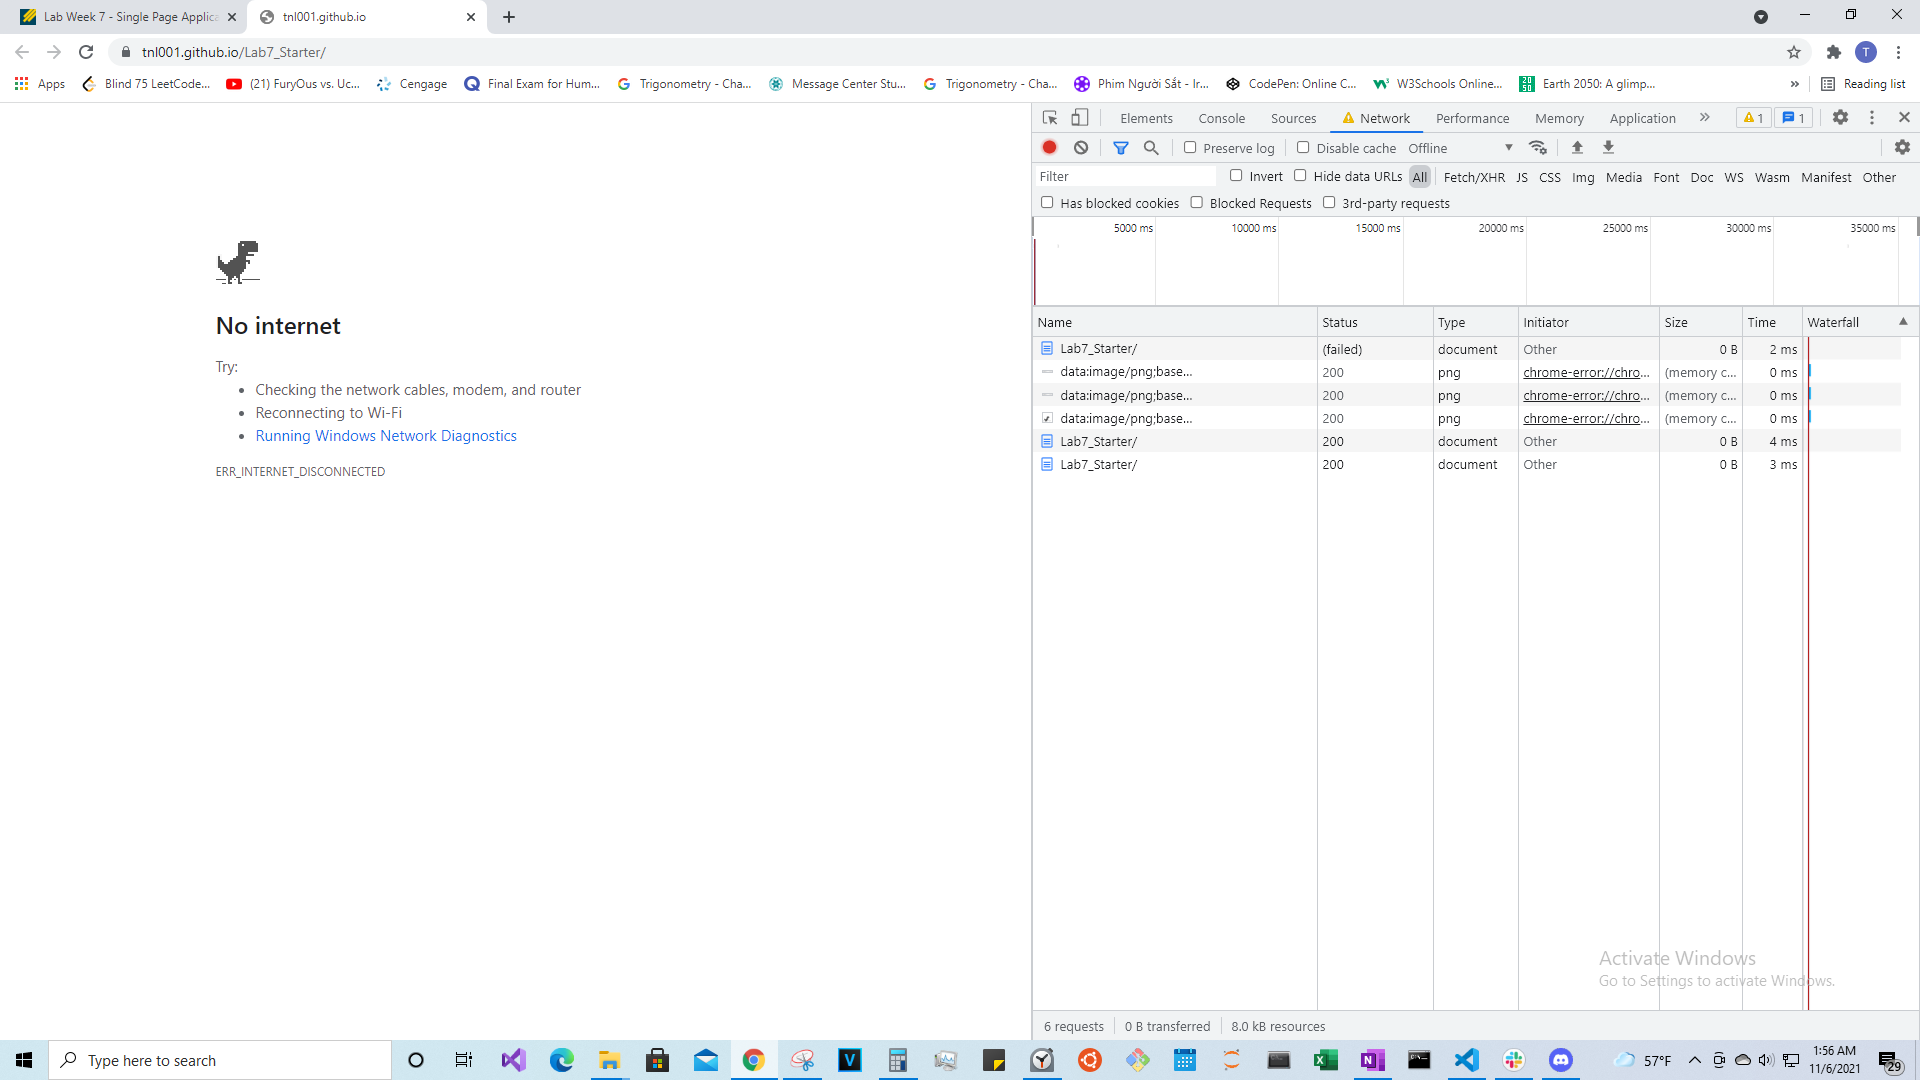 Lab Week 7 - Single Page Applica
tnl001.github.io
tnl001.github.io/Lab7_Starter/
T
Apps
Blind 75 LeetCode...
(21) FuryOus vs. Uc...
Cengage
Final Exam for Hum...
Trigonometry - Cha...
Message Center Stu...
Trigonometry - Cha...
Phim Người Sắt - Ir...
CodePen: Online C...
W3Schools Online...
Earth 2050: A glimp...
»
Reading list
No internet
Try:
• Checking the network cables, modem, and router
• Reconnecting to Wi-Fi
• Running Windows Network Diagnostics
ERR_INTERNET_DISCONNECTED
Elements Console Sources Network Performance Memory Application » 1 1
Preserve log Disable cache Offline
Filter Invert Hide data URLs All Fetch/XHR JS CSS Img Media Font Doc WS Wasm Manifest Other
Has blocked cookies Blocked Requests 3rd-party requests
5000 ms 10000 ms 15000 ms 20000 ms 25000 ms 30000 ms 35000 ms
Name Status Type Initiator Size Time Waterfall
Lab7_Starter/ (failed) document Other 0 B 2 ms
data:image/png;base... 200 png chrome-error://chro... (memory c... 0 ms
data:image/png;base... 200 png chrome-error://chro... (memory c... 0 ms
data:image/png;base... 200 png chrome-error://chro... (memory c... 0 ms
Lab7_Starter/ 200 document Other 0 B 4 ms
Lab7_Starter/ 200 document Other 0 B 3 ms
Activate Windows
Go to Settings to activate Windows.
6 requests 0 B transferred 8.0 kB resources
Type here to search
57°F
1:56 AM
11/6/2021
29